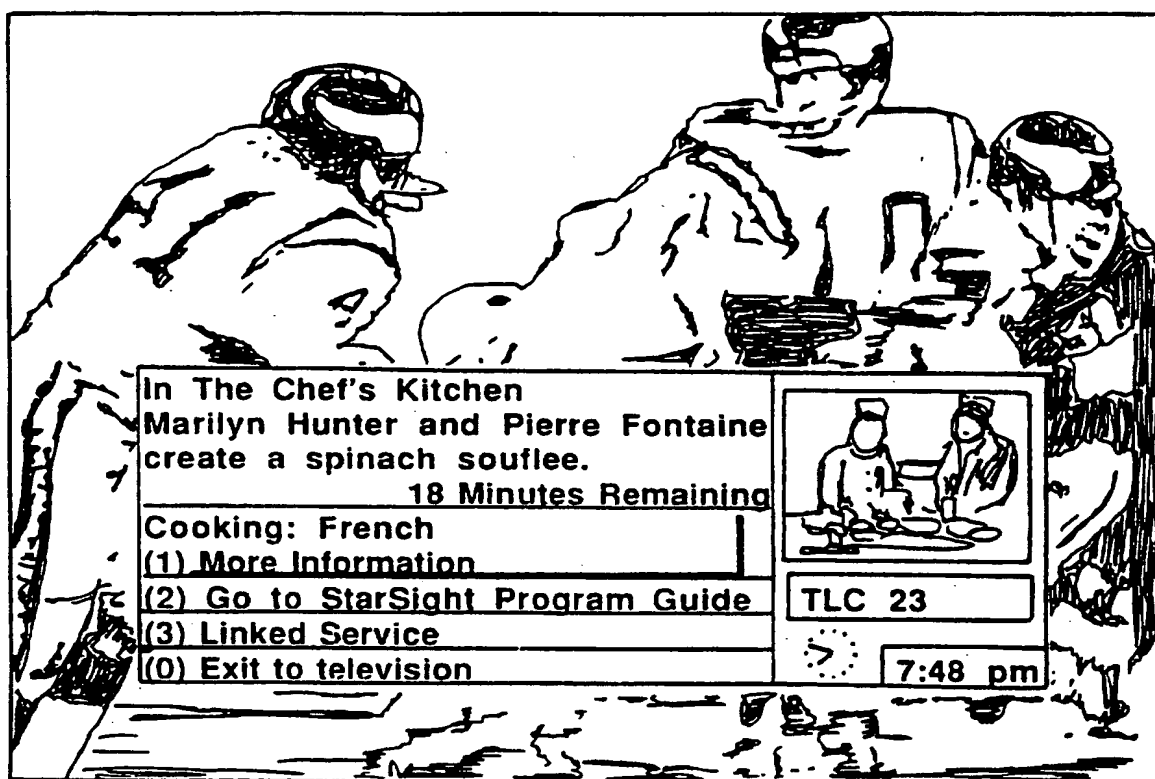 In The Chef's Kitchen
Marilyn Hunter and Pierre Fontaine
create a spinach souflee.
18 Minutes Remaining
Cooking: French
(1) More Information
(2) Go to StarSight Program Guide
(3) Linked Service
(0) Exit to television
TLC 23
7:48 pm